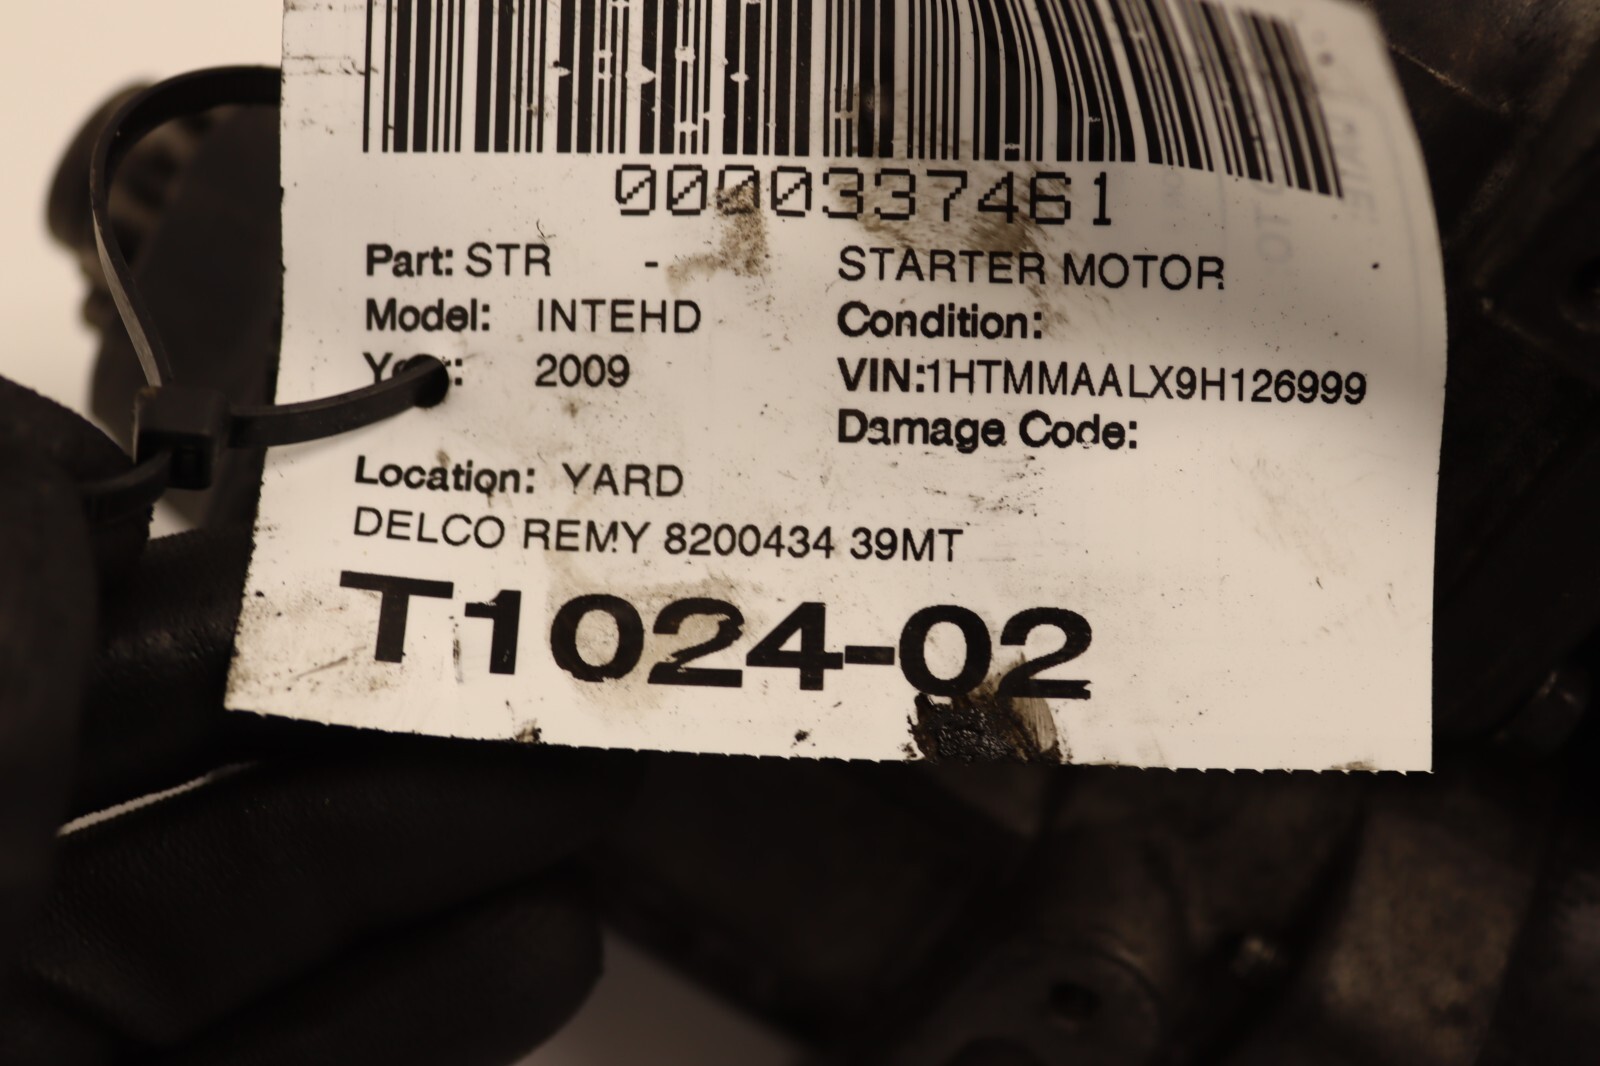 0000337461
Part: STR - STARTER MOTOR
Model: INTEHD Condition:
Year: 2009 VIN:1HTMMAALX9H126999
Damage Code:
Location: YARD
DELCO REMY 8200434 39MT
T1024-02